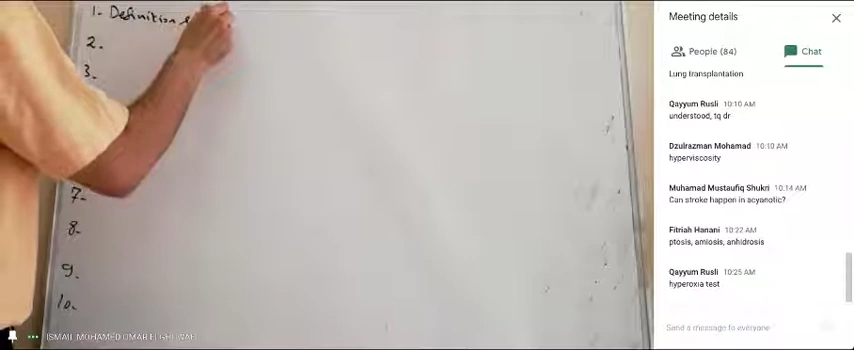 1- Definition
2.
3.
7-
8-
9.
10.
ISMAIL MOHAMED OMAR
Meeting details
People (84)
Chat
Lung transplantation
Qayyum Rusli 10:10 AM
understood, tq dr
Dzulrazman Mohamad 10:10 AM
hyperviscosity
Muhamad Mustaufiq Shukri 10:14 AM
Can stroke happen in acyanotic?
Fitriah Hanani 10:22 AM
ptosis, amiosis, anhidrosis
Qayyum Rusli 10:25 AM
hyperoxia test
Send a message to everyone